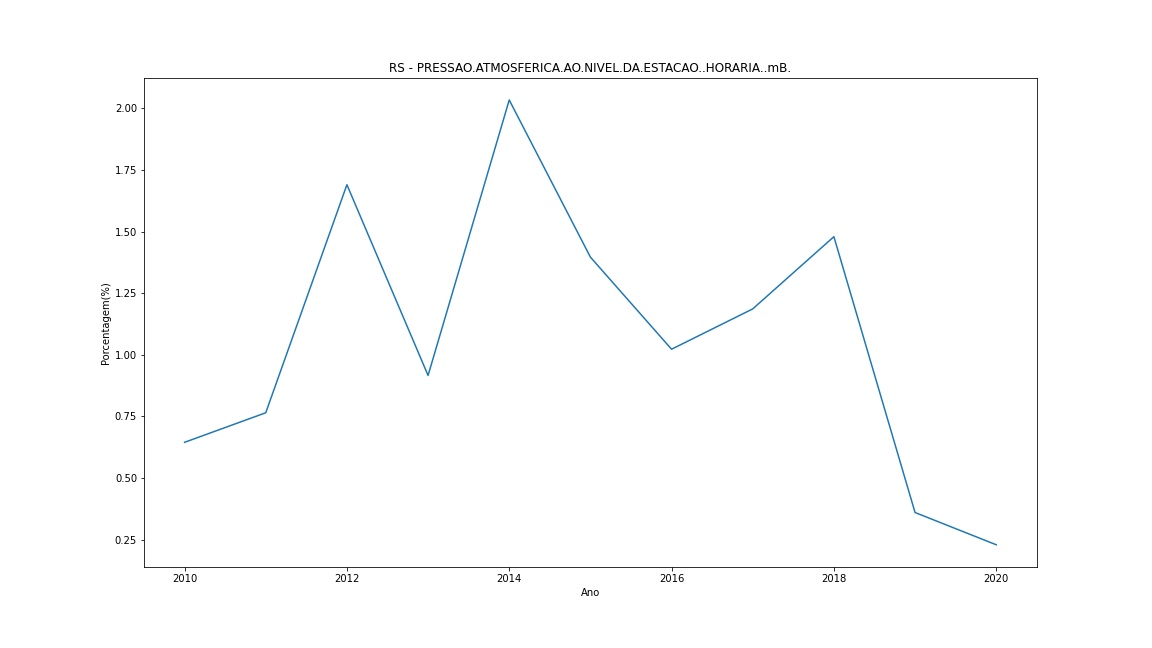 RS - PRESSAO.ATMOSFERICA.AO.NIVEL.DA.ESTACAO..HORARIA..mB.
2.00
1.75
1.50
1.25
1.00
0.75
0.50
0.25
Porcentagem(%)
2010 2012 2014 2016 2018 2020
Ano